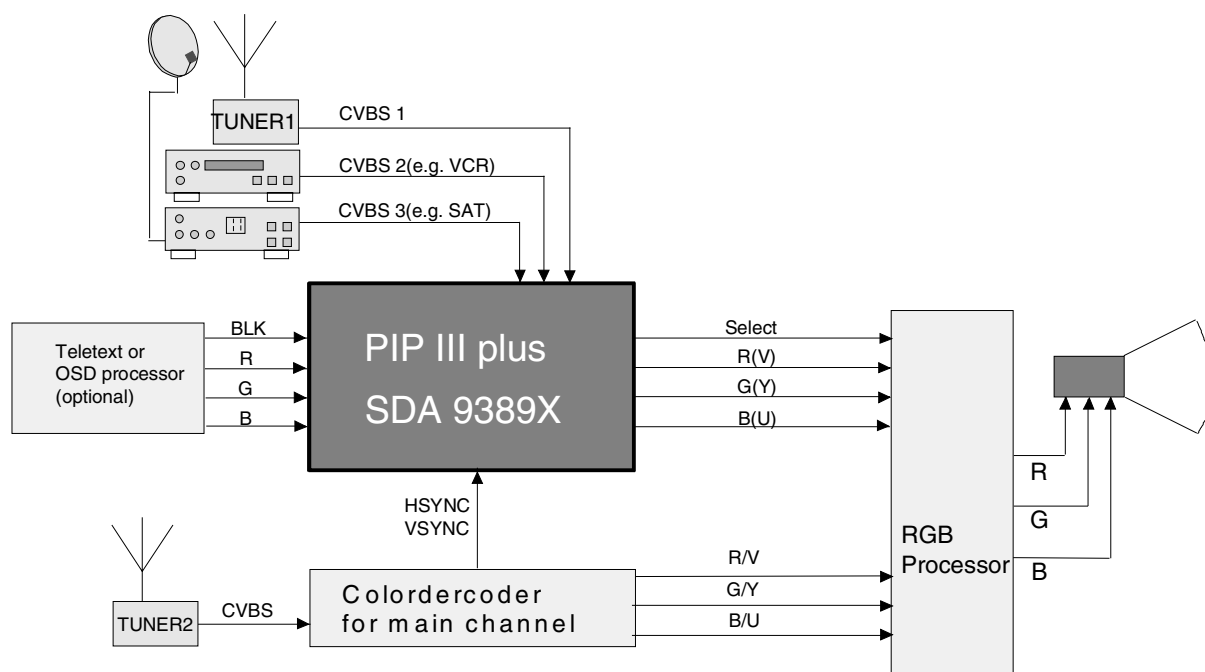 TUNER1
CVBS 1
CVBS 2(e.g. VCR)
CVBS 3(e.g. SAT)
Teletext or
OSD processor
(optional)
BLK
R
G
B
PIP III plus
SDA 9389X
Select
R(V)
G(Y)
B(U)
HSYNC
VSYNC
RGB
Processor
R
G
B
TUNER2
CVBS
Colordercoder
for main channel
R/V
G/Y
B/U